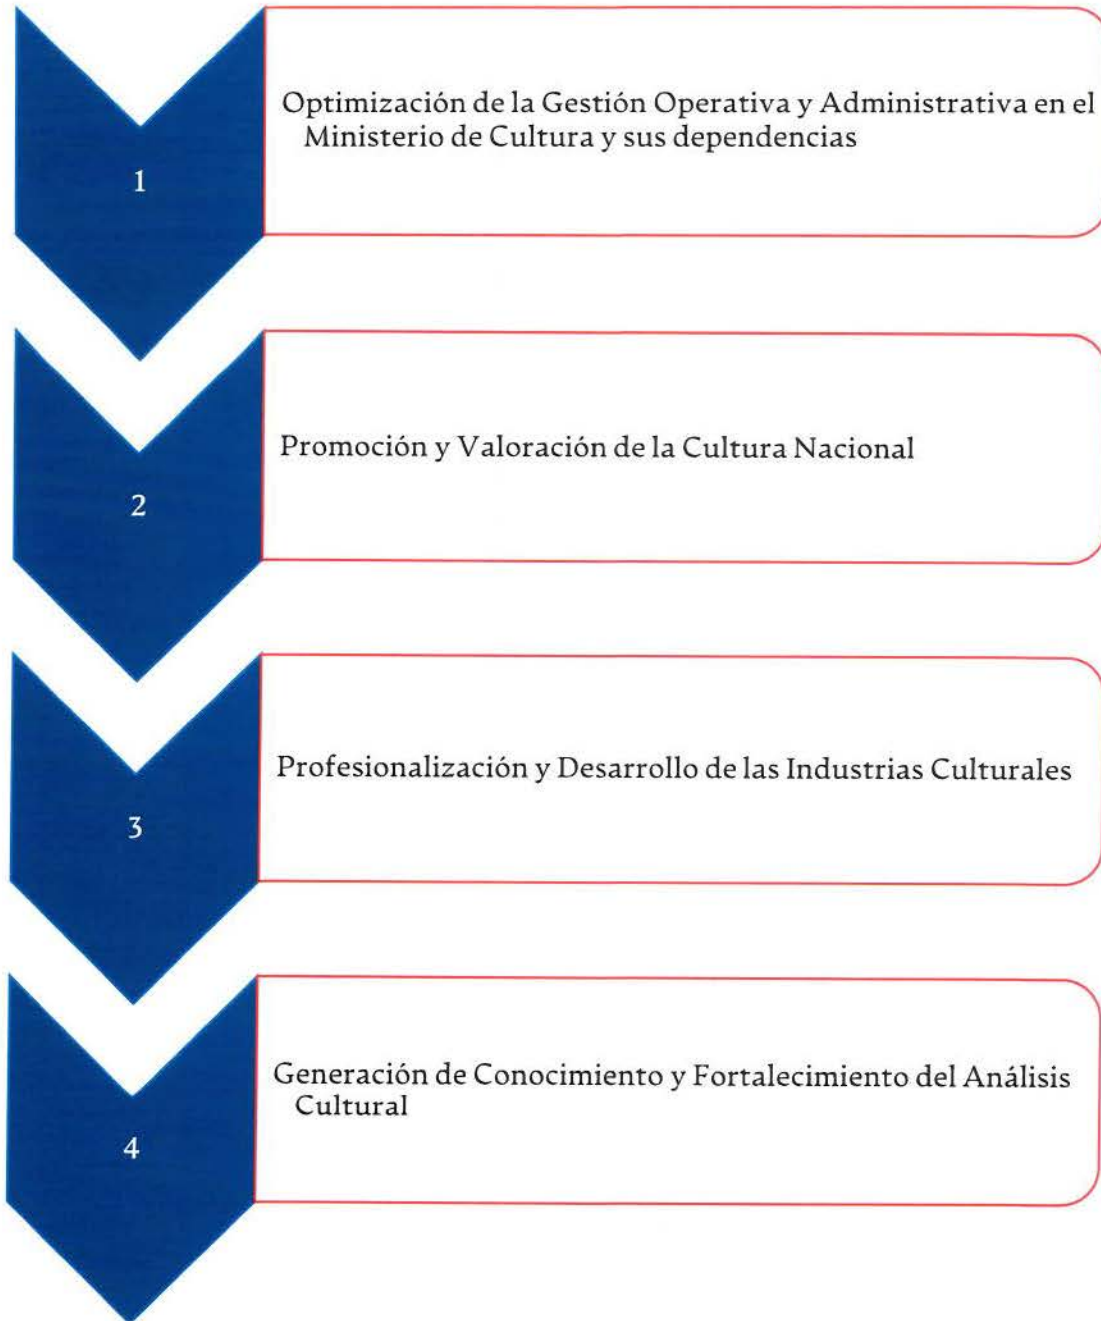 1
Optimización de la Gestión Operativa y Administrativa en el
Ministerio de Cultura y sus dependencias
2
Promoción y Valoración de la Cultura Nacional
3
Profesionalización y Desarrollo de las Industrias Culturales
4
Generación de Conocimiento y Fortalecimiento del Análisis
Cultural